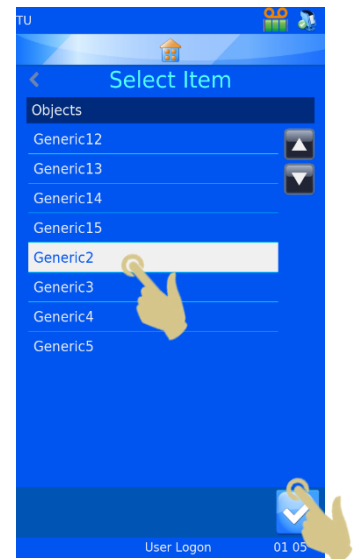 TU
Select Item
Objects
Generic12
Generic13
Generic14
Generic15
Generic2
Generic3
Generic4
Generic5
User Logon 01 05